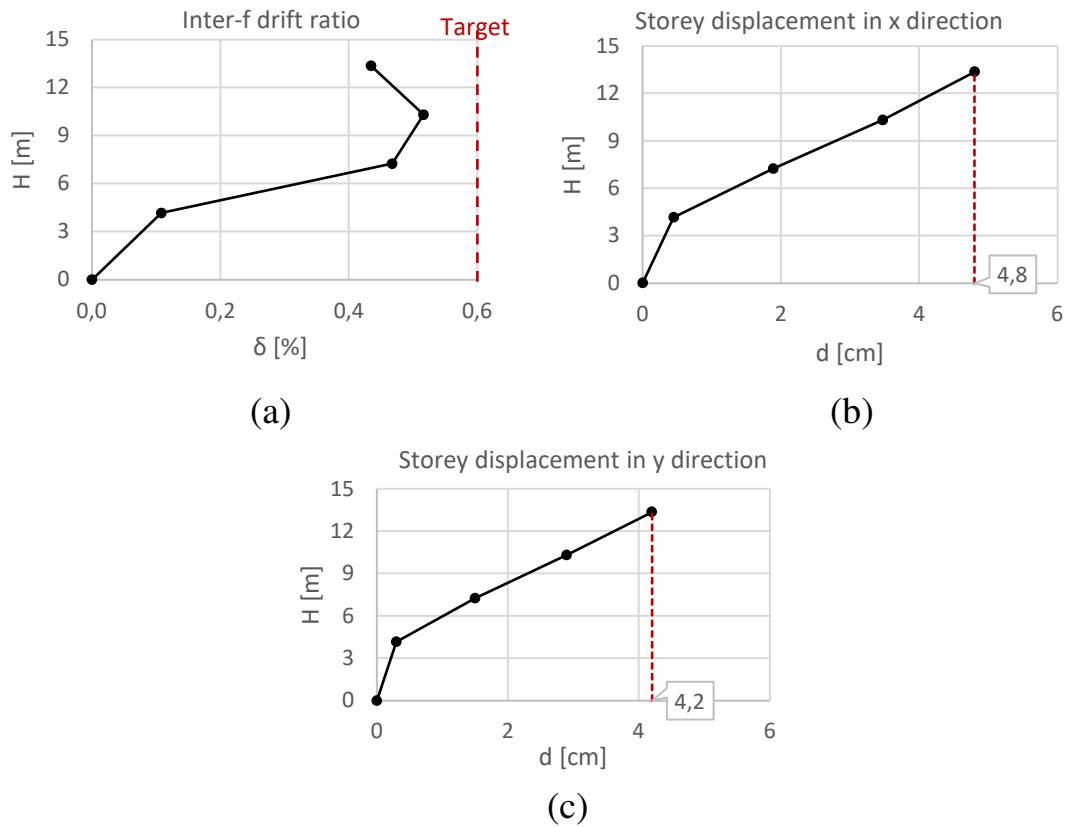 Inter-f drift ratio
Target
15
12
9
6
3
0
H [m]
0,0
0,2
0,4
0,6
δ [%]
(a)
Storey displacement in x direction
15
12
9
6
3
0
H [m]
4,8
0
2
4
6
d [cm]
(b)
Storey displacement in y direction
15
12
9
6
3
0
H [m]
4,2
0
2
4
6
d [cm]
(c)